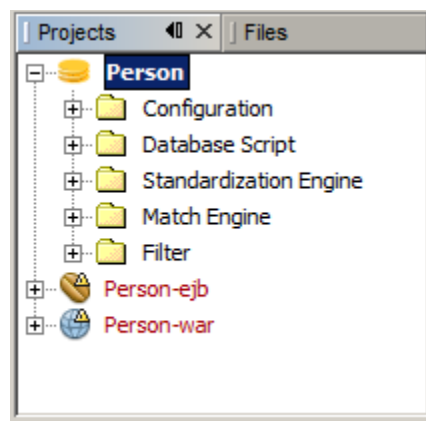 Projects Files
Person
Configuration
Database Script
Standardization Engine
Match Engine
Filter
Person-ejb
Person-war